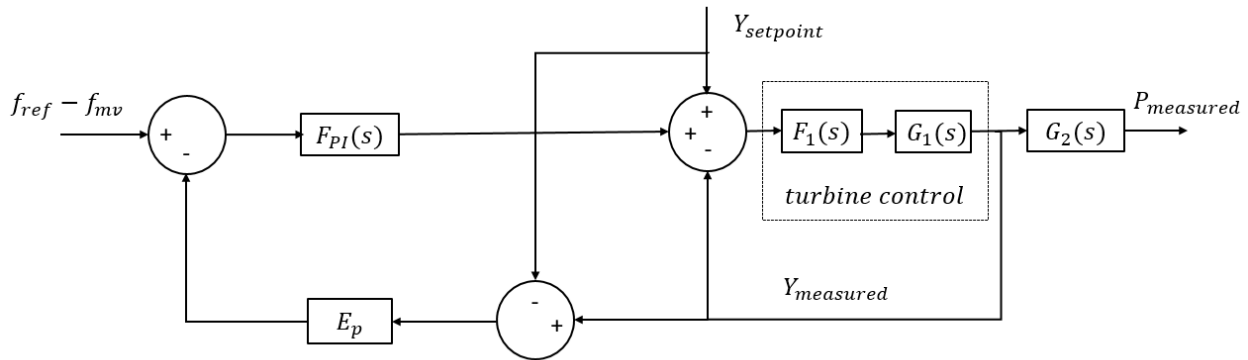 Y_setpoint
f_ref − f_mv
P_measured
+
-
F_PI(s)
+
+
-
F_1(s)
G_1(s)
G_2(s)
turbine control
Y_measured
E_p
-
+